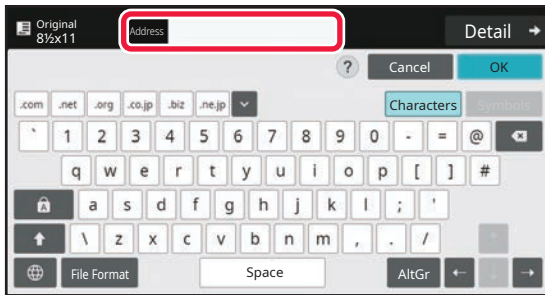 Original
8½x11
Address
Detail
? Cancel OK
.com .net .org .co.jp .biz .ne.jp Characters Symbols
` 1 2 3 4 5 6 7 8 9 0 - = @
q w e r t y u i o p [ ] #
A a s d f g h j k l ; '
\ z x c v b n m , . /
File Format Space AltGr